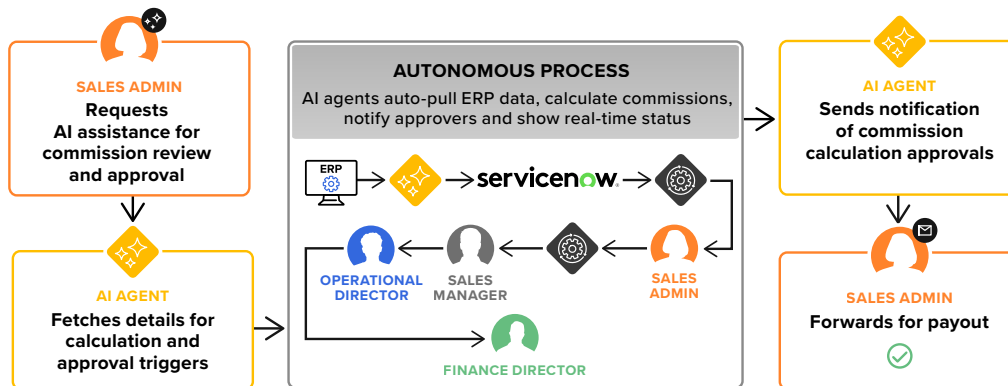 SALES ADMIN
Requests
AI assistance for
commission review
and approval
AI AGENT
Fetches details for
calculation and
approval triggers
AUTONOMOUS PROCESS
AI agents auto-pull ERP data, calculate commissions,
notify approvers and show real-time status
ERP
servicenow®
OPERATIONAL
DIRECTOR
SALES
MANAGER
SALES
ADMIN
FINANCE DIRECTOR
AI AGENT
Sends notification
of commission
calculation approvals
SALES ADMIN
Forwards for payout